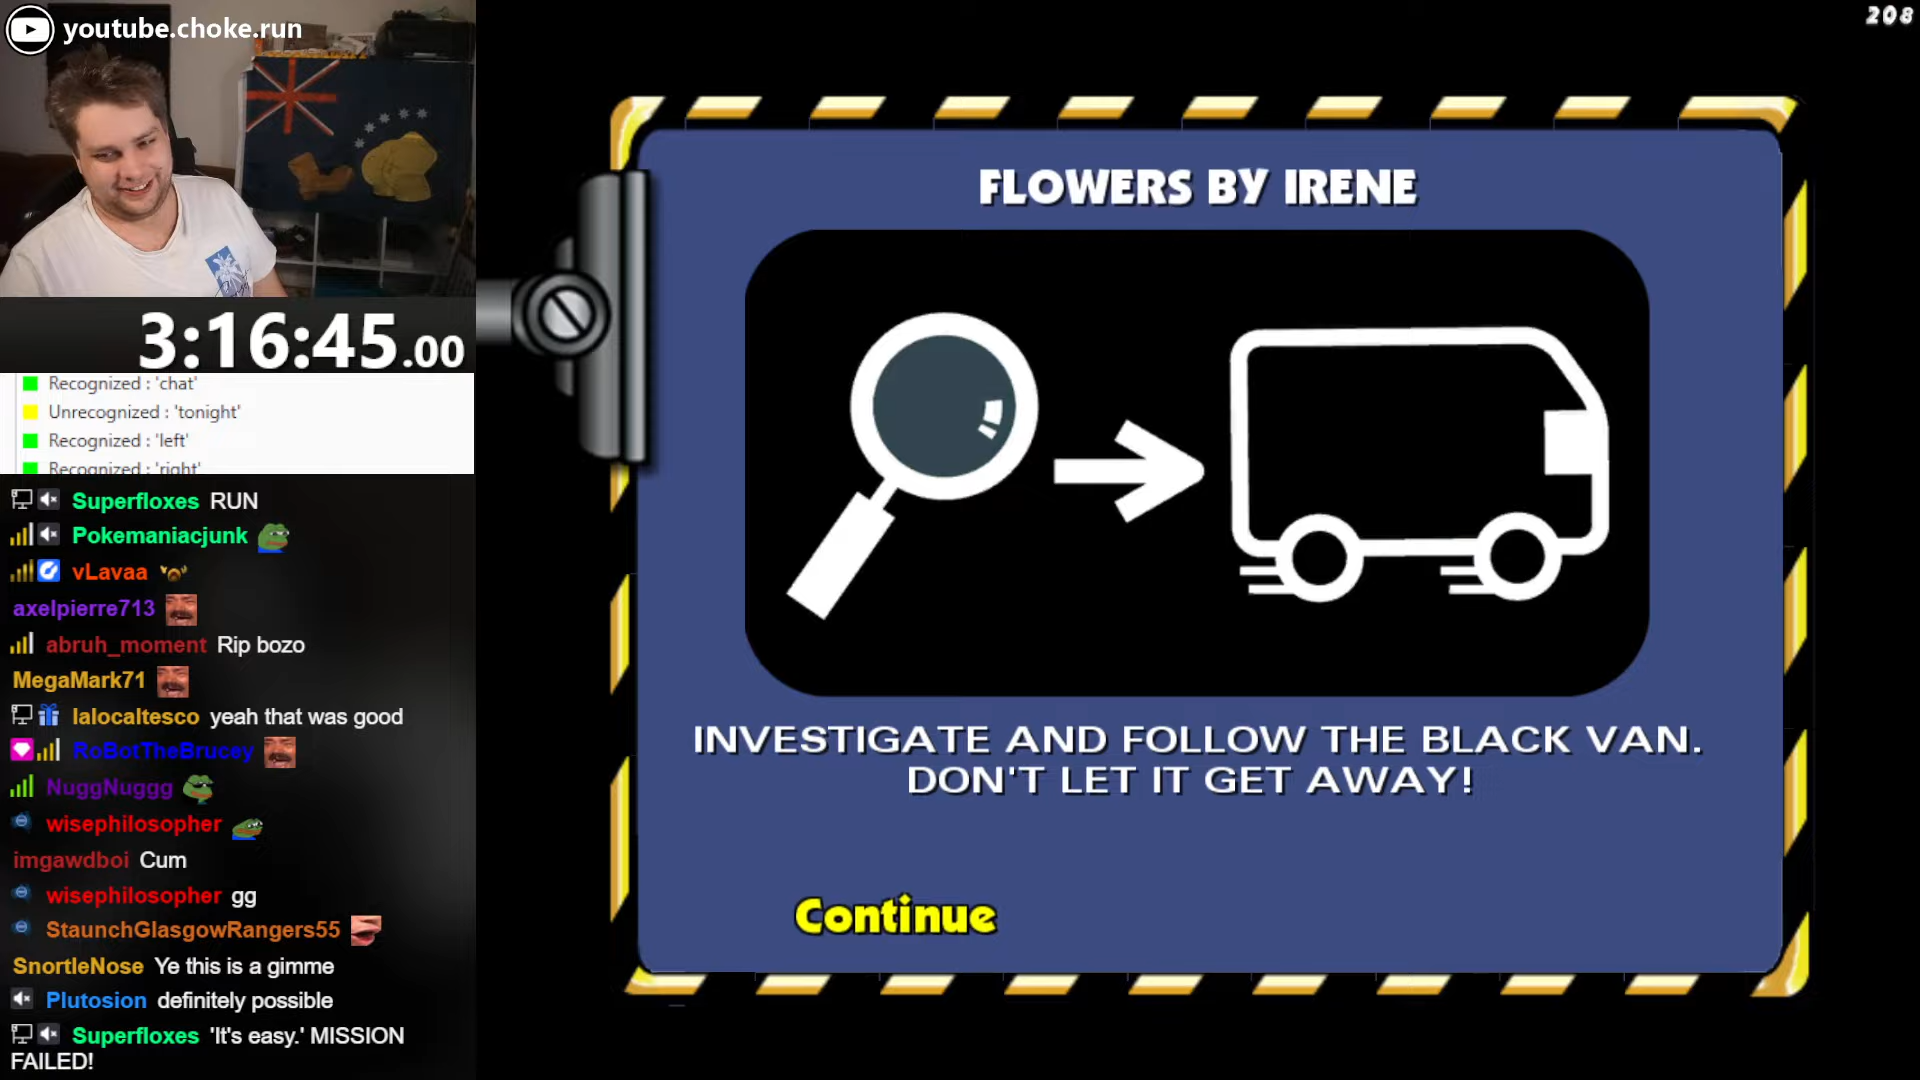 youtube.choke.run
208
3:16:45.00
Recognized : 'chat'
Unrecognized : 'tonight'
Recognized : 'left'
Recognized : 'right'
Superfloxes RUN
Pokemaniacjunk
vLavaa
axelpierre713
abruh_moment Rip bozo
MegaMark71
lalocaltesco yeah that was good
RoBotTheBrucey
NuggNuggg
wisephilosopher
imgawdboi Cum
wisephilosopher gg
StaunchGlasgowRangers55
SnortleNose Ye this is a gimme
Plutosion definitely possible
Superfloxes 'It's easy.' MISSION
FAILED!
FLOWERS BY IRENE
INVESTIGATE AND FOLLOW THE BLACK VAN.
DON'T LET IT GET AWAY!
Continue